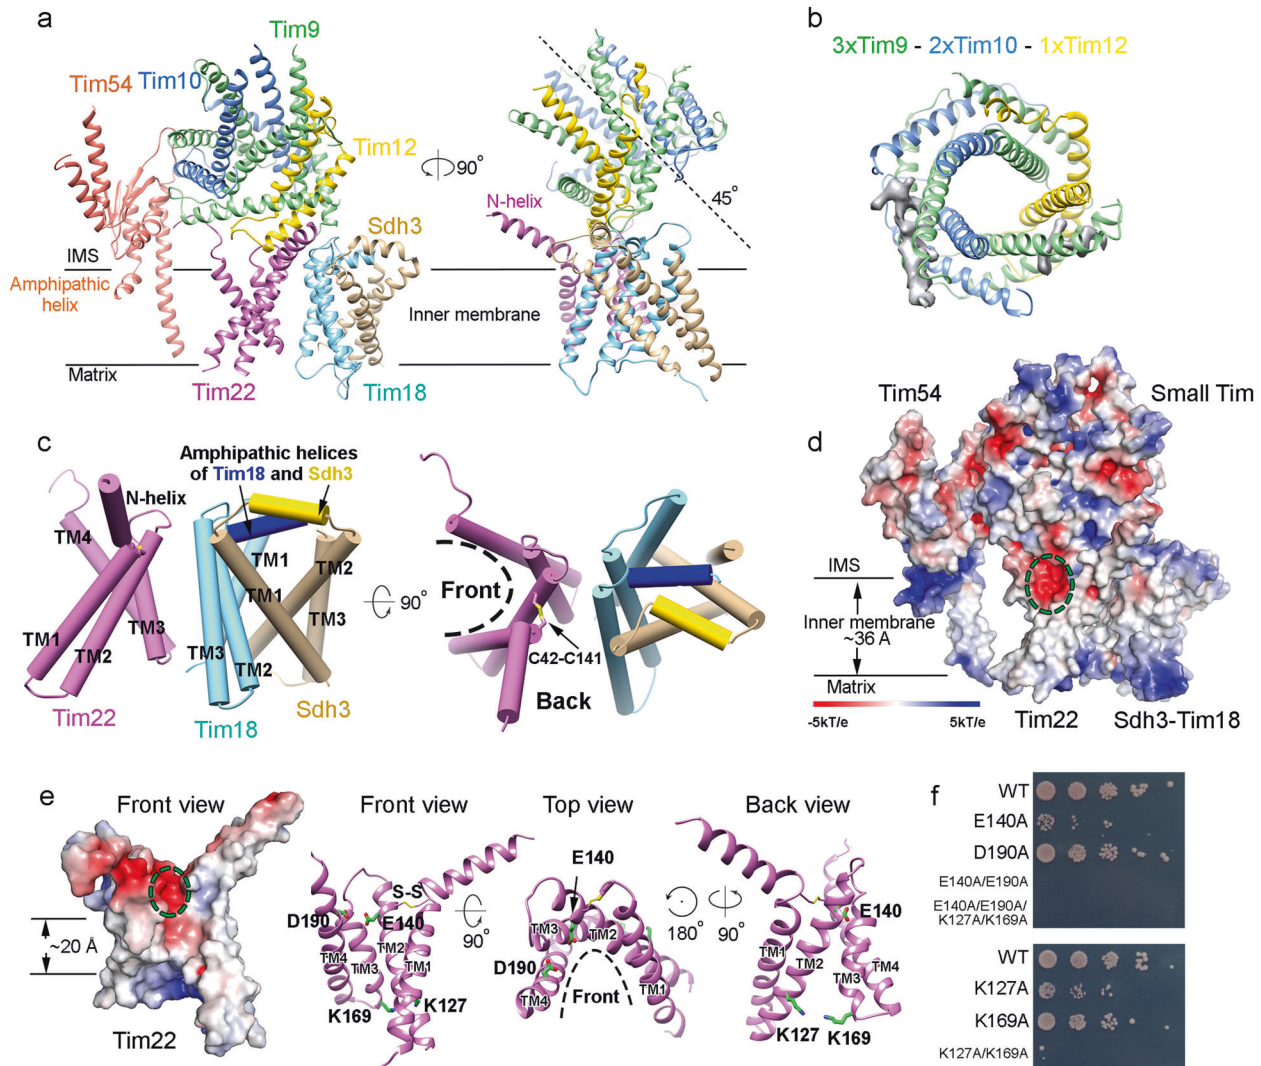 a
Tim9
Tim54
Tim10
Tim12
90°
45°
N-helix
Sdh3
IMS
Amphipathic
helix
Inner membrane
Matrix
Tim22
Tim18
b
3xTim9 - 2xTim10 - 1xTim12
c
Amphipathic helices
of Tim18 and Sdh3
N-helix
TM4
TM1
TM2
TM1
TM3
TM3
TM1
TM2
TM3
TM2
Tim22
Tim18
Sdh3
90°
Front
C42-C141
Back
d
Tim54
Small Tim
IMS
Inner membrane
~36 Å
Matrix
-5kT/e
5kT/e
Tim22
Sdh3-Tim18
e
Front view
~20 Å
Tim22
Front view
S-S
D190
E140
TM2
TM4
TM3
TM1
K169
K127
90°
Top view
E140
TM3
TM2
D190
TM4
Front
TM1
180°
90°
Back view
E140
TM1
TM2
TM4
TM3
K127
K169
f
WT
E140A
D190A
E140A/E190A
E140A/E190A/
K127A/K169A
WT
K127A
K169A
K127A/K169A